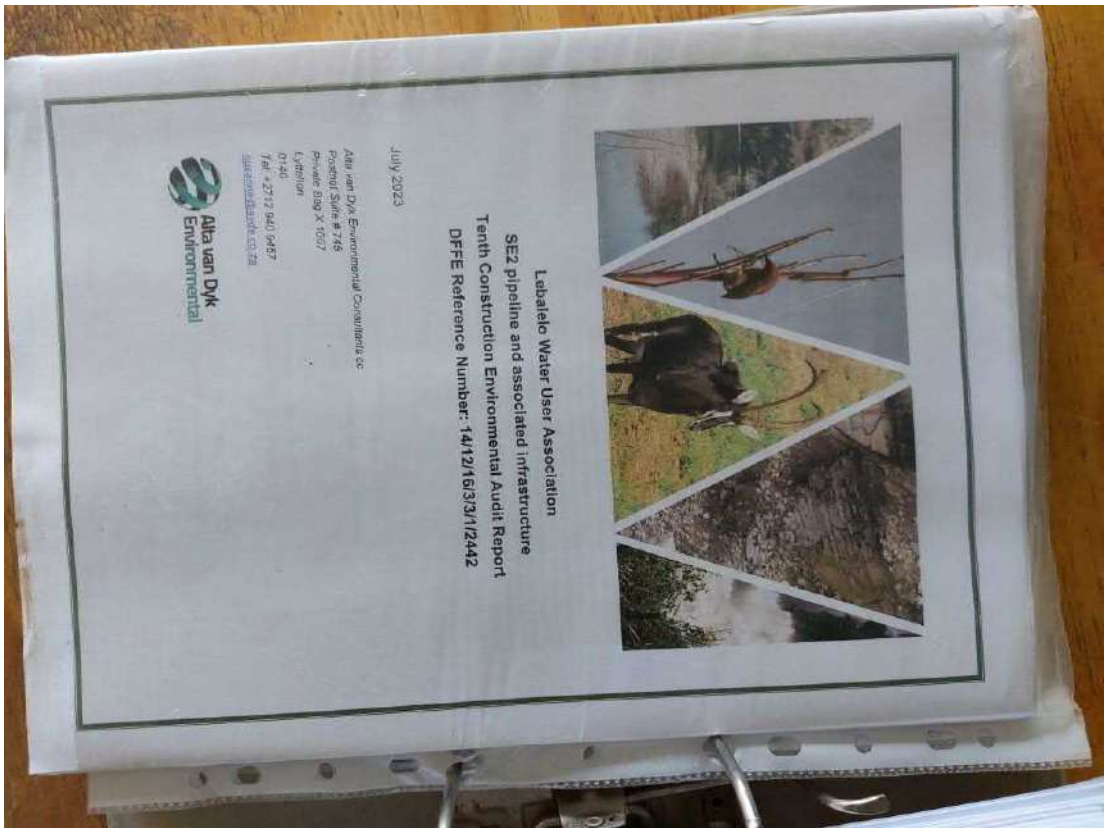 Lebalelo Water User Association
SE2 pipeline and associated infrastructure
Tenth Construction Environmental Audit Report
DFFE Reference Number: 14/12/16/3/3/1/2442
July 2023
Alta van Dyk Environmental Consultants cc
Postnet Suite # 745
Private Bag X 1007
Lyttelton
0140
Tel: +2712 940 9457
Alta van Dyk
Environmental